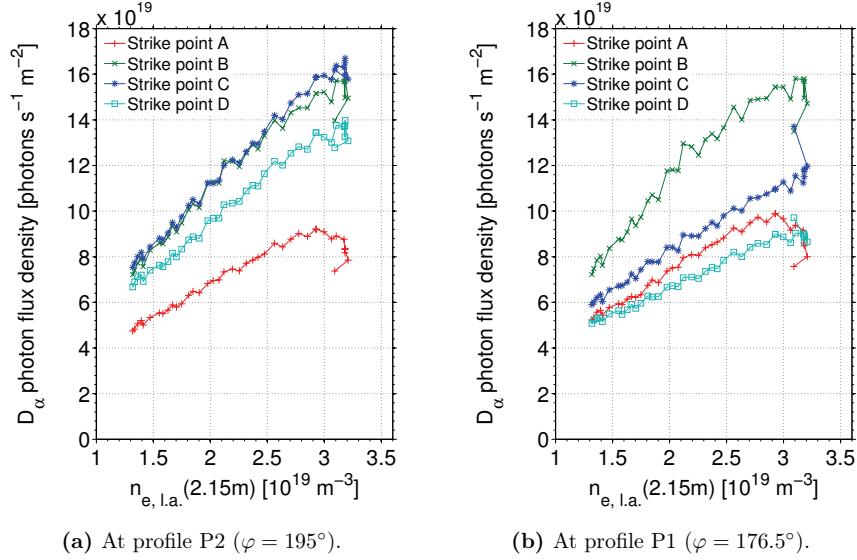 x 10^19
18
16
14
12
10
8
6
4
2
0
D_α photon flux density [photons s^−1 m^−2]
Strike point A
Strike point B
Strike point C
Strike point D
1 1.5 2 2.5 3 3.5
n_e, l.a.(2.15m) [10^19 m^−3]
(a) At profile P2 (φ = 195°).
x 10^19
18
16
14
12
10
8
6
4
2
0
D_α photon flux density [photons s^−1 m^−2]
Strike point A
Strike point B
Strike point C
Strike point D
1 1.5 2 2.5 3 3.5
n_e, l.a.(2.15m) [10^19 m^−3]
(b) At profile P1 (φ = 176.5°).